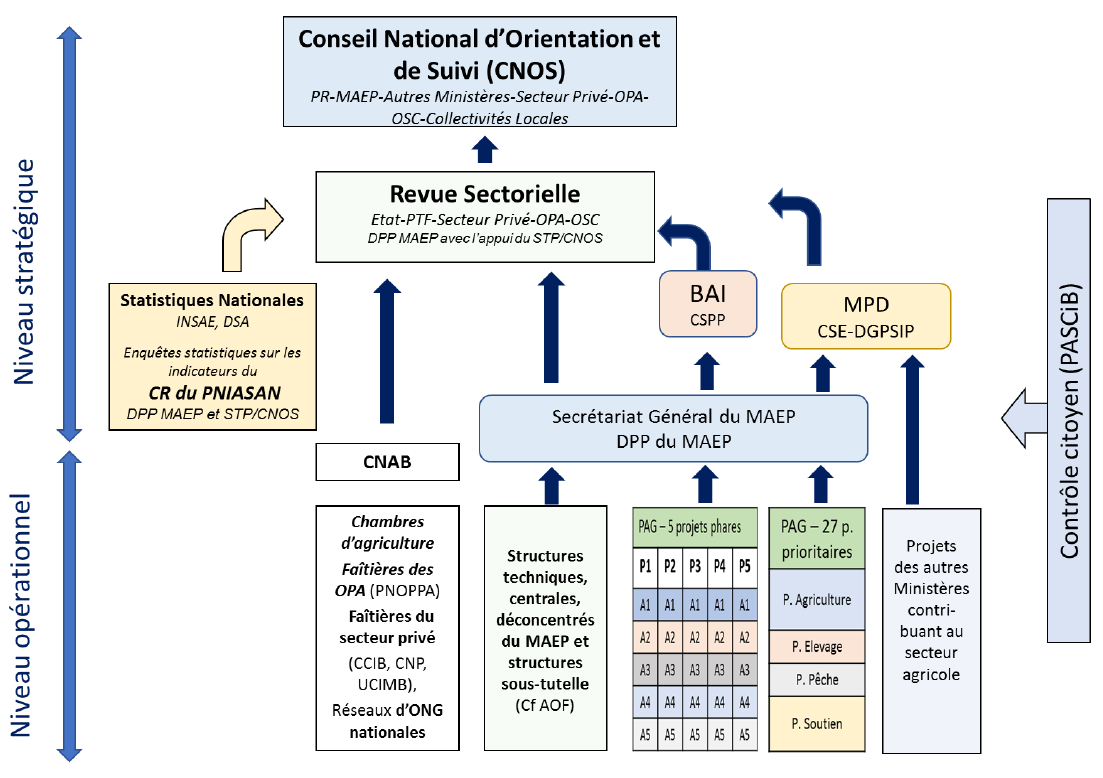 Niveau stratégique
Niveau opérationnel
Conseil National d’Orientation et
de Suivi (CNOS)
PR-MAEP-Autres Ministères-Secteur Privé-OPA-
OSC-Collectivités Locales
Revue Sectorielle
Etat-PTF-Secteur Privé-OPA-OSC
DPP MAEP avec l’appui du STP/CNOS
Statistiques Nationales
INSAE, DSA
Enquêtes statistiques sur les
indicateurs du
CR du PNIASAN
DPP MAEP et STP/CNOS
BAI
CSPP
MPD
CSE-DGPSIP
Secrétariat Général du MAEP
DPP du MAEP
CNAB
Chambres
d’agriculture
Faîtières des
OPA (PNOPPA)
Faîtières du
secteur privé
(CCIB, CNP,
UCIMB),
Réseaux d’ONG
nationales
Structures
techniques,
centrales,
déconcentrés
du MAEP et
structures
sous-tutelle
(Cf AOF)
PAG – 5 projets phares
P1 P2 P3 P4 P5
A1 A1 A1 A1 A1
A2 A2 A2 A2 A2
A3 A3 A3 A3 A3
A4 A4 A4 A4 A4
A5 A5 A5 A5 A5
PAG – 27 p.
prioritaires
P. Agriculture
P. Elevage
P. Pêche
P. Soutien
Projets
des autres
Ministères
contri-
buant au
secteur
agricole
Contrôle citoyen (PASCiB)